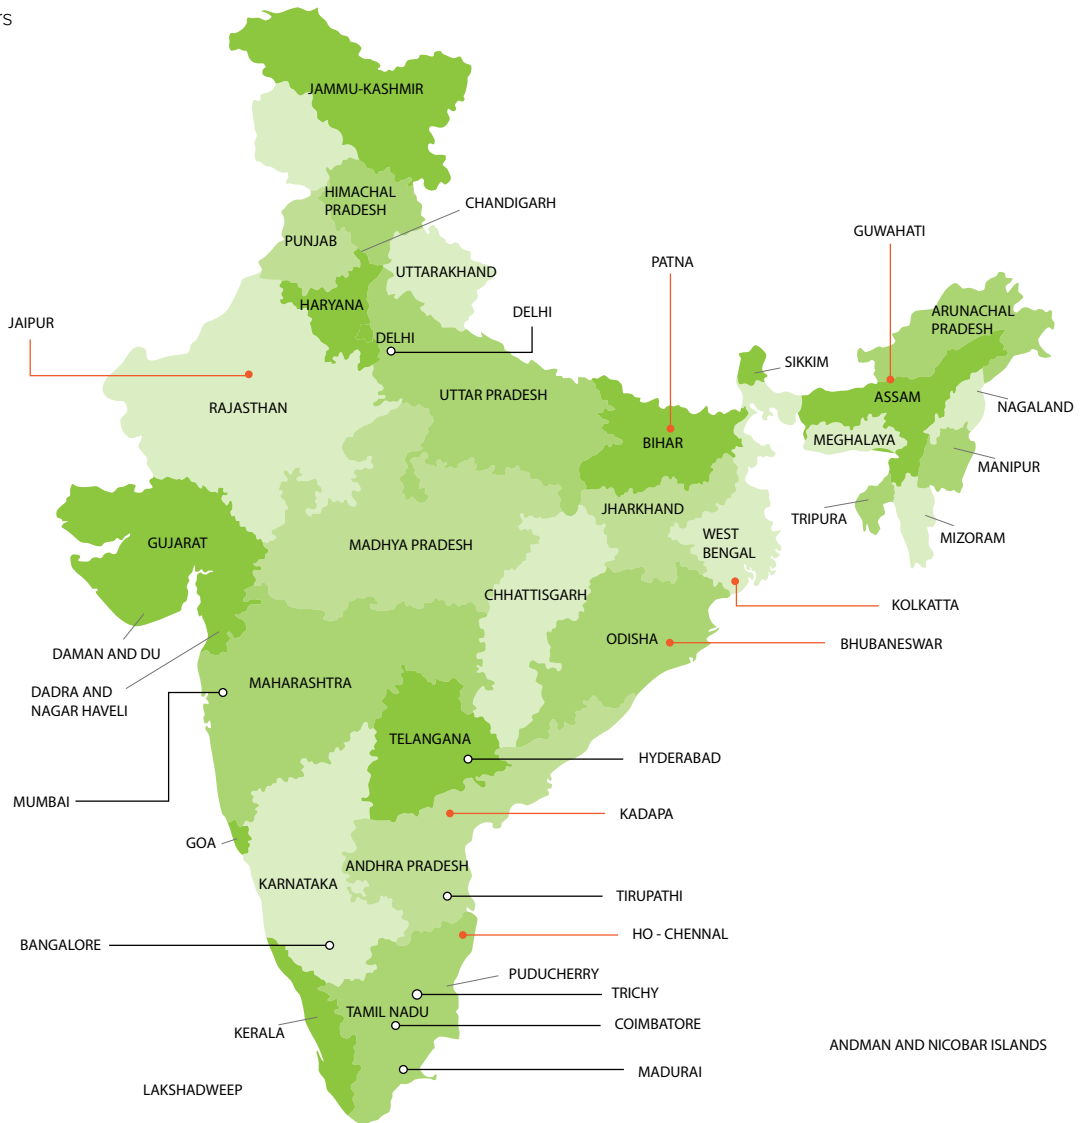 rs
JAMMU-KASHMIR
HIMACHAL
PRADESH
CHANDIGARH
PUNJAB
GUWAHATI
PATNA
UTTARAKHAND
HARYANA
DELHI
ARUNACHAL
PRADESH
JAIPUR
DELHI
SIKKIM
UTTAR PRADESH
ASSAM
RAJASTHAN
NAGALAND
BIHAR
MEGHALAYA
MANIPUR
JHARKHAND
TRIPURA
WEST
BENGAL
MIZORAM
GUJARAT
MADHYA PRADESH
CHHATTISGARH
KOLKATTA
ODISHA
BHUBANESWAR
DAMAN AND DU
MAHARASHTRA
DADRA AND
NAGAR HAVELI
TELANGANA
HYDERABAD
MUMBAI
KADAPA
GOA
ANDHRA PRADESH
KARNATAKA
TIRUPATHI
HO - CHENNAL
BANGALORE
PUDUCHERRY
TRICHY
TAMIL NADU
COIMBATORE
KERALA
ANDMAN AND NICOBAR ISLANDS
MADURAI
LAKSHADWEEP